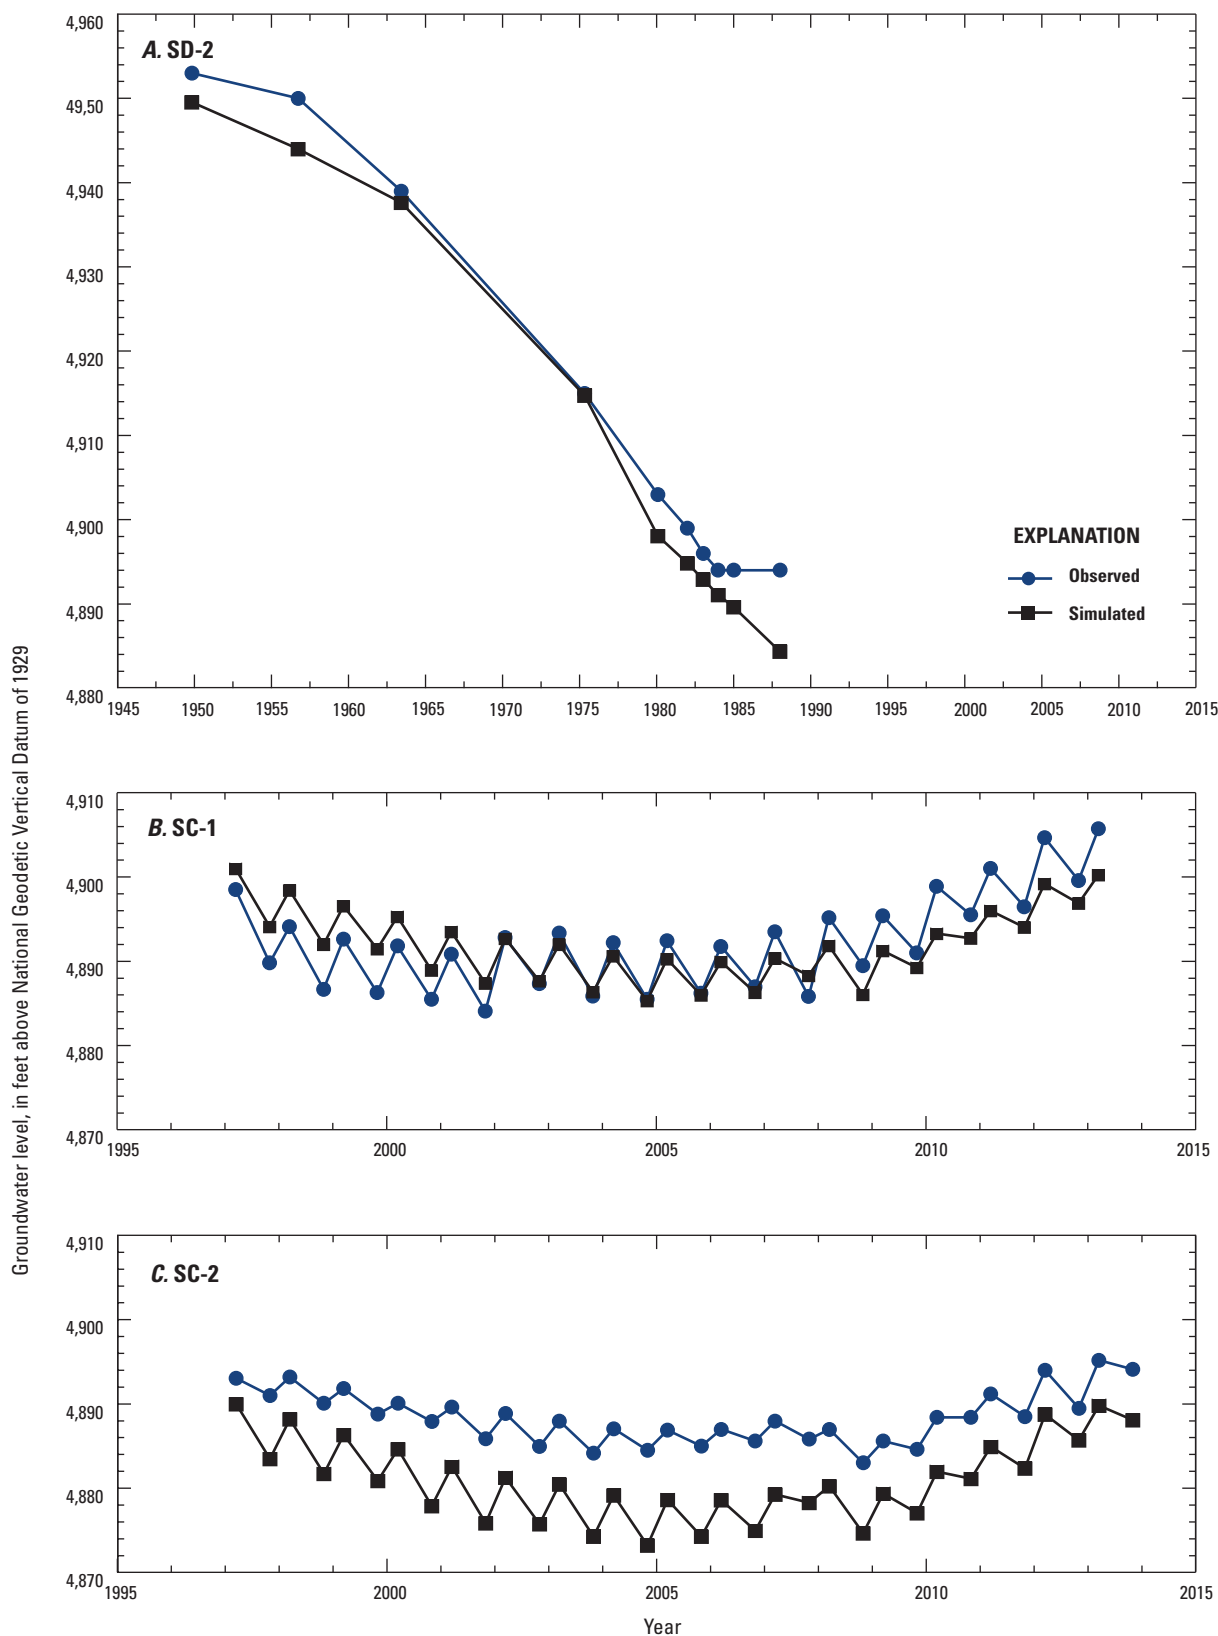 Groundwater level, in feet above National Geodetic Vertical Datum of 1929
A. SD-2
4,960
49,50
4,940
4,930
4,920
4,910
4,900
4,890
4,880
1945 1950 1955 1960 1965 1970 1975 1980 1985 1990 1995 2000 2005 2010 2015
EXPLANATION
Observed
Simulated
B. SC-1
4,910
4,900
4,890
4,880
4,870
1995 2000 2005 2010 2015
C. SC-2
4,910
4,900
4,890
4,880
4,870
1995 2000 2005 2010 2015
Year